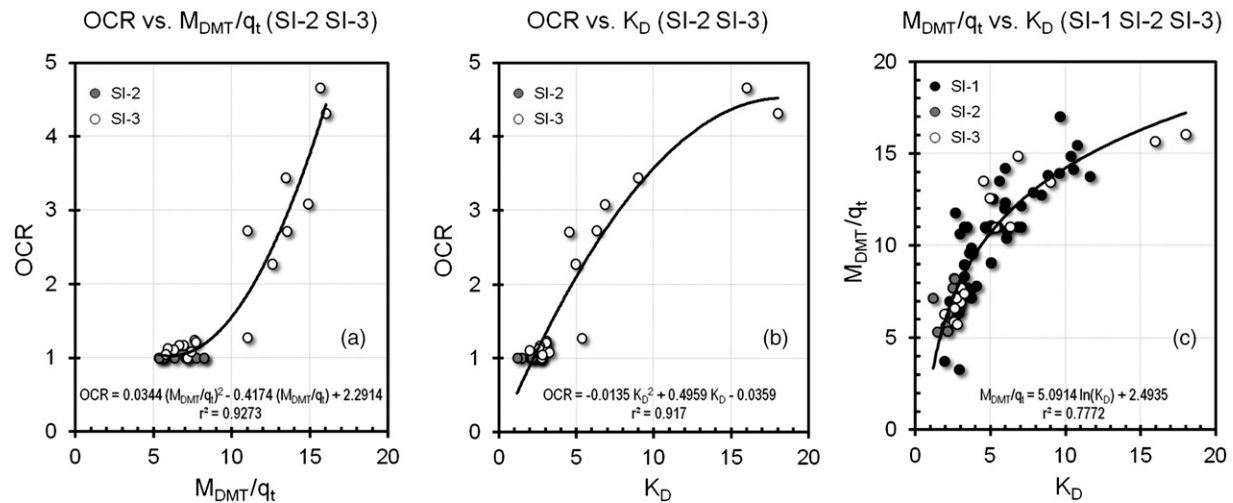 OCR vs. M_DMT/q_t (SI-2 SI-3)
5
4
3
2
1
0
OCR
SI-2
SI-3
(a)
OCR = 0.0344 (M_DMT/q_t)² - 0.4174 (M_DMT/q_t) + 2.2914
r² = 0.9273
0 5 10 15 20
M_DMT/q_t
OCR vs. K_D (SI-2 SI-3)
5
4
3
2
1
0
OCR
SI-2
SI-3
(b)
OCR = -0.0135 K_D² + 0.4959 K_D - 0.0359
r² = 0.917
0 5 10 15 20
K_D
M_DMT/q_t vs. K_D (SI-1 SI-2 SI-3)
20
15
10
5
0
M_DMT/q_t
SI-1
SI-2
SI-3
(c)
M_DMT/q_t = 5.0914 ln(K_D) + 2.4935
r² = 0.7772
0 5 10 15 20
K_D